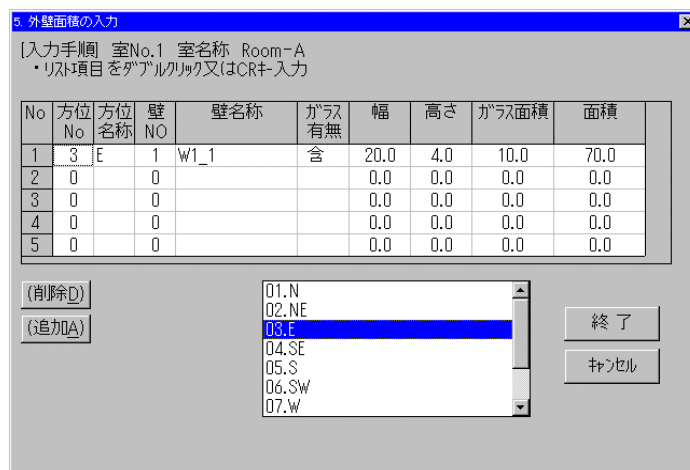 5. 外壁面積の入力
[入力手順] 室No.1 室名称 Room-A
・ﾘｽﾄ項目をﾀﾞﾌﾞﾙｸﾘｯｸ又はCRｷｰ入力
No 方位No 方位名称 壁NO 壁名称 ｶﾞﾗｽ有無 幅 高さ ｶﾞﾗｽ面積 面積
1 3 E 1 W1_1 含 20.0 4.0 10.0 70.0
2 0 0 0.0 0.0 0.0 0.0
3 0 0 0.0 0.0 0.0 0.0
4 0 0 0.0 0.0 0.0 0.0
5 0 0 0.0 0.0 0.0 0.0
(削除D)
(追加A)
01.N
02.NE
03.E
04.SE
05.S
06.SW
07.W
終 了
ｷｬﾝｾﾙ